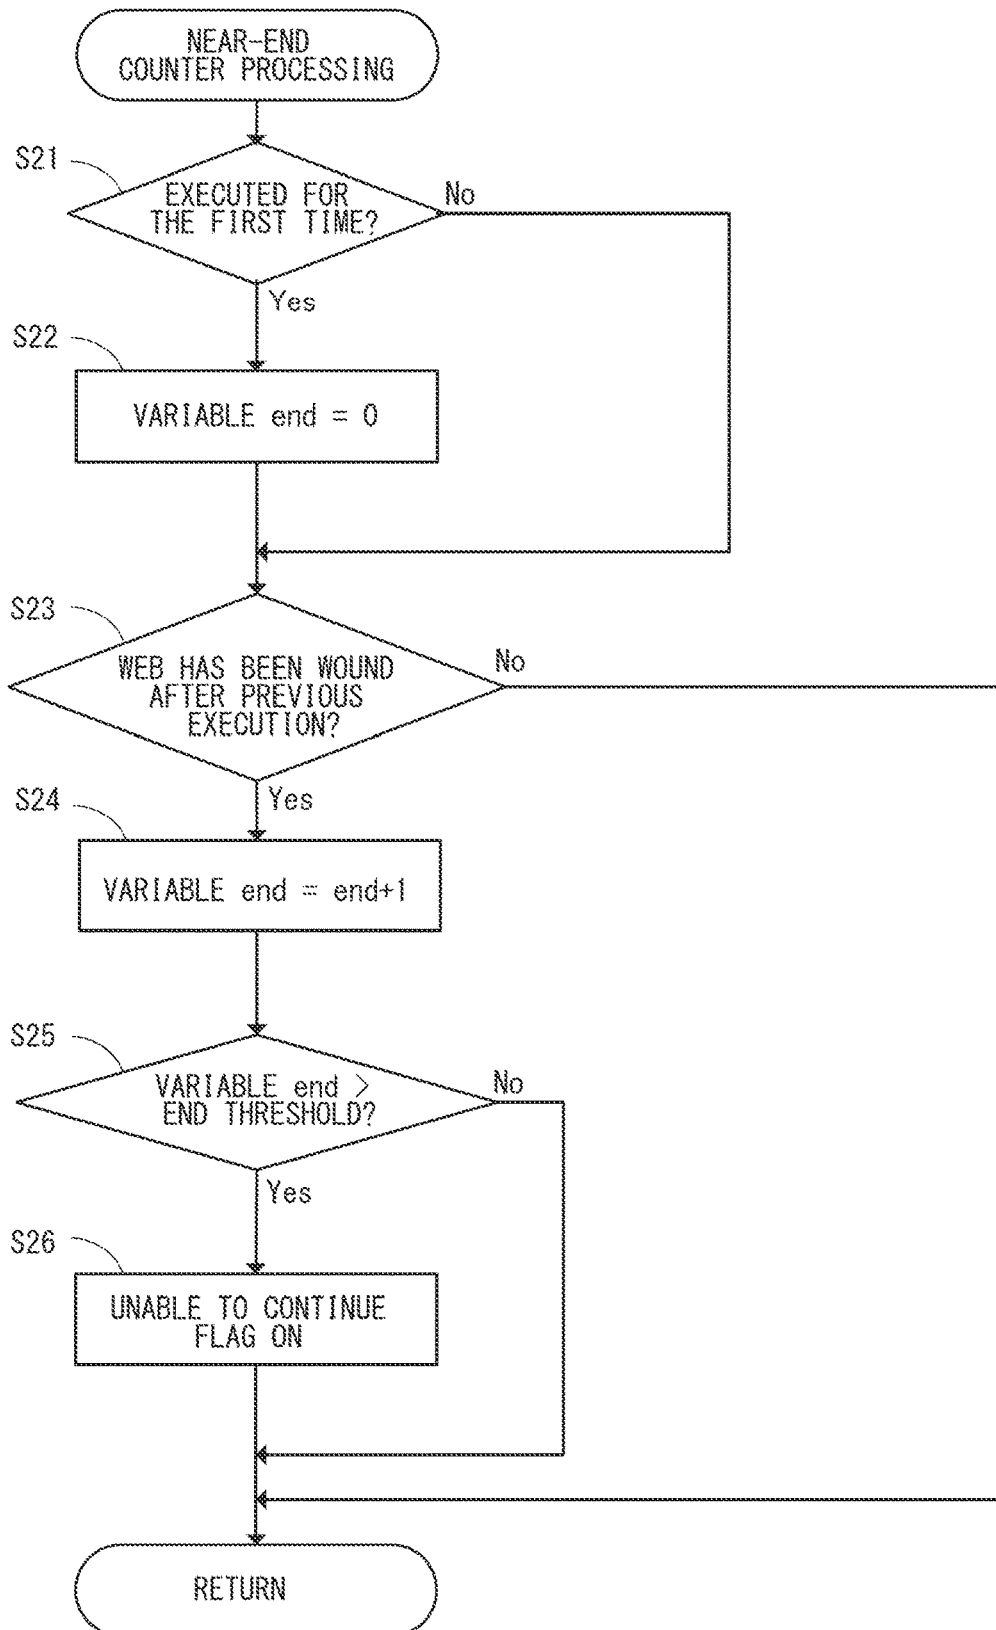 NEAR-END
COUNTER PROCESSING
S21
EXECUTED FOR
THE FIRST TIME?
No
Yes
S22
VARIABLE end = 0
S23
WEB HAS BEEN WOUND
AFTER PREVIOUS
EXECUTION?
No
Yes
S24
VARIABLE end = end+1
S25
VARIABLE end >
END THRESHOLD?
No
Yes
S26
UNABLE TO CONTINUE
FLAG ON
RETURN